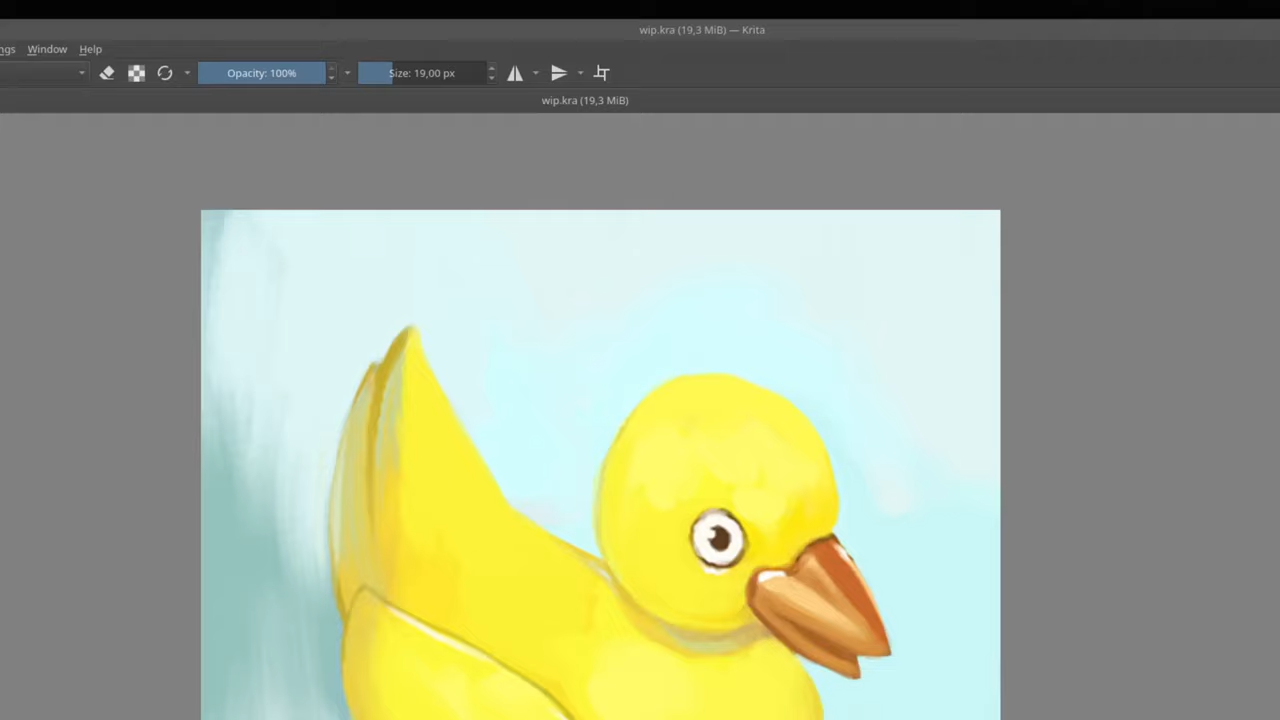 wip.kra (19,3 MiB) — Krita
ngs Window Help
Opacity: 100% Size: 19,00 px
wip.kra (19,3 MiB)